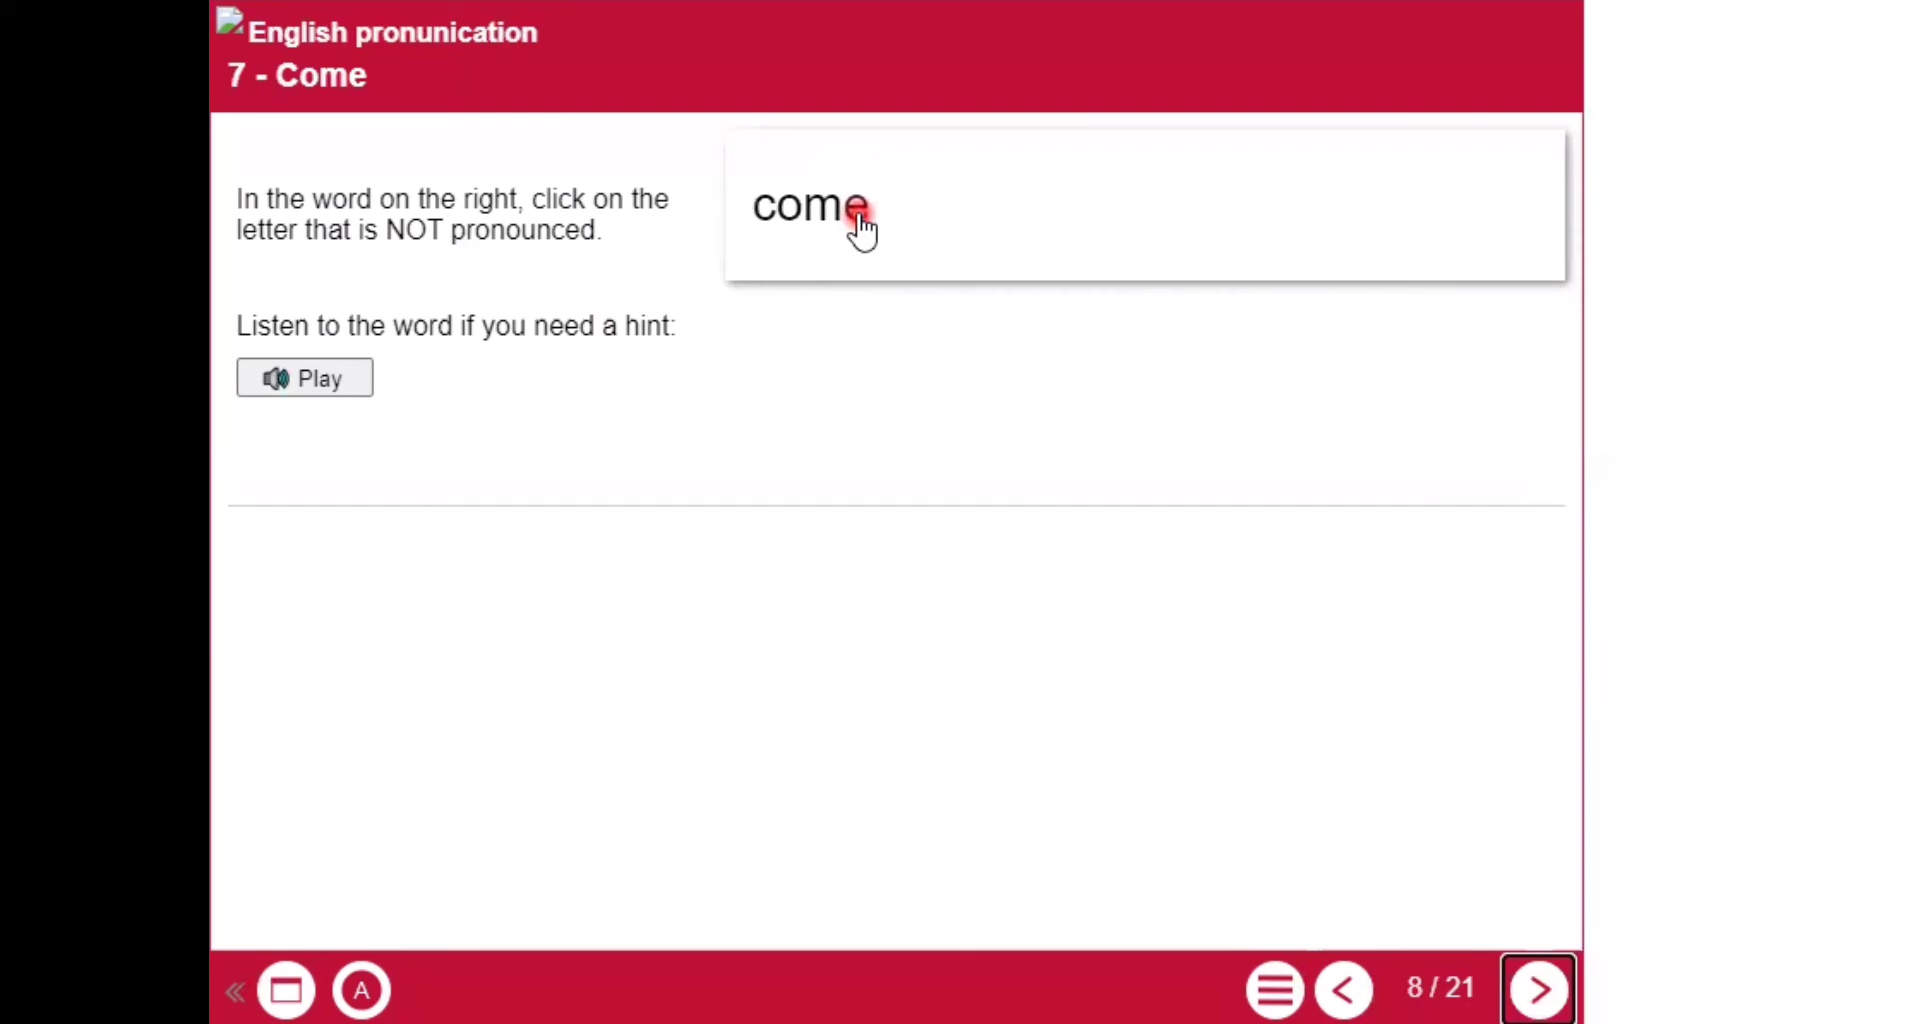 English pronunication
7 - Come
In the word on the right, click on the
letter that is NOT pronounced.
come
Listen to the word if you need a hint:
Play
«
A
8 / 21